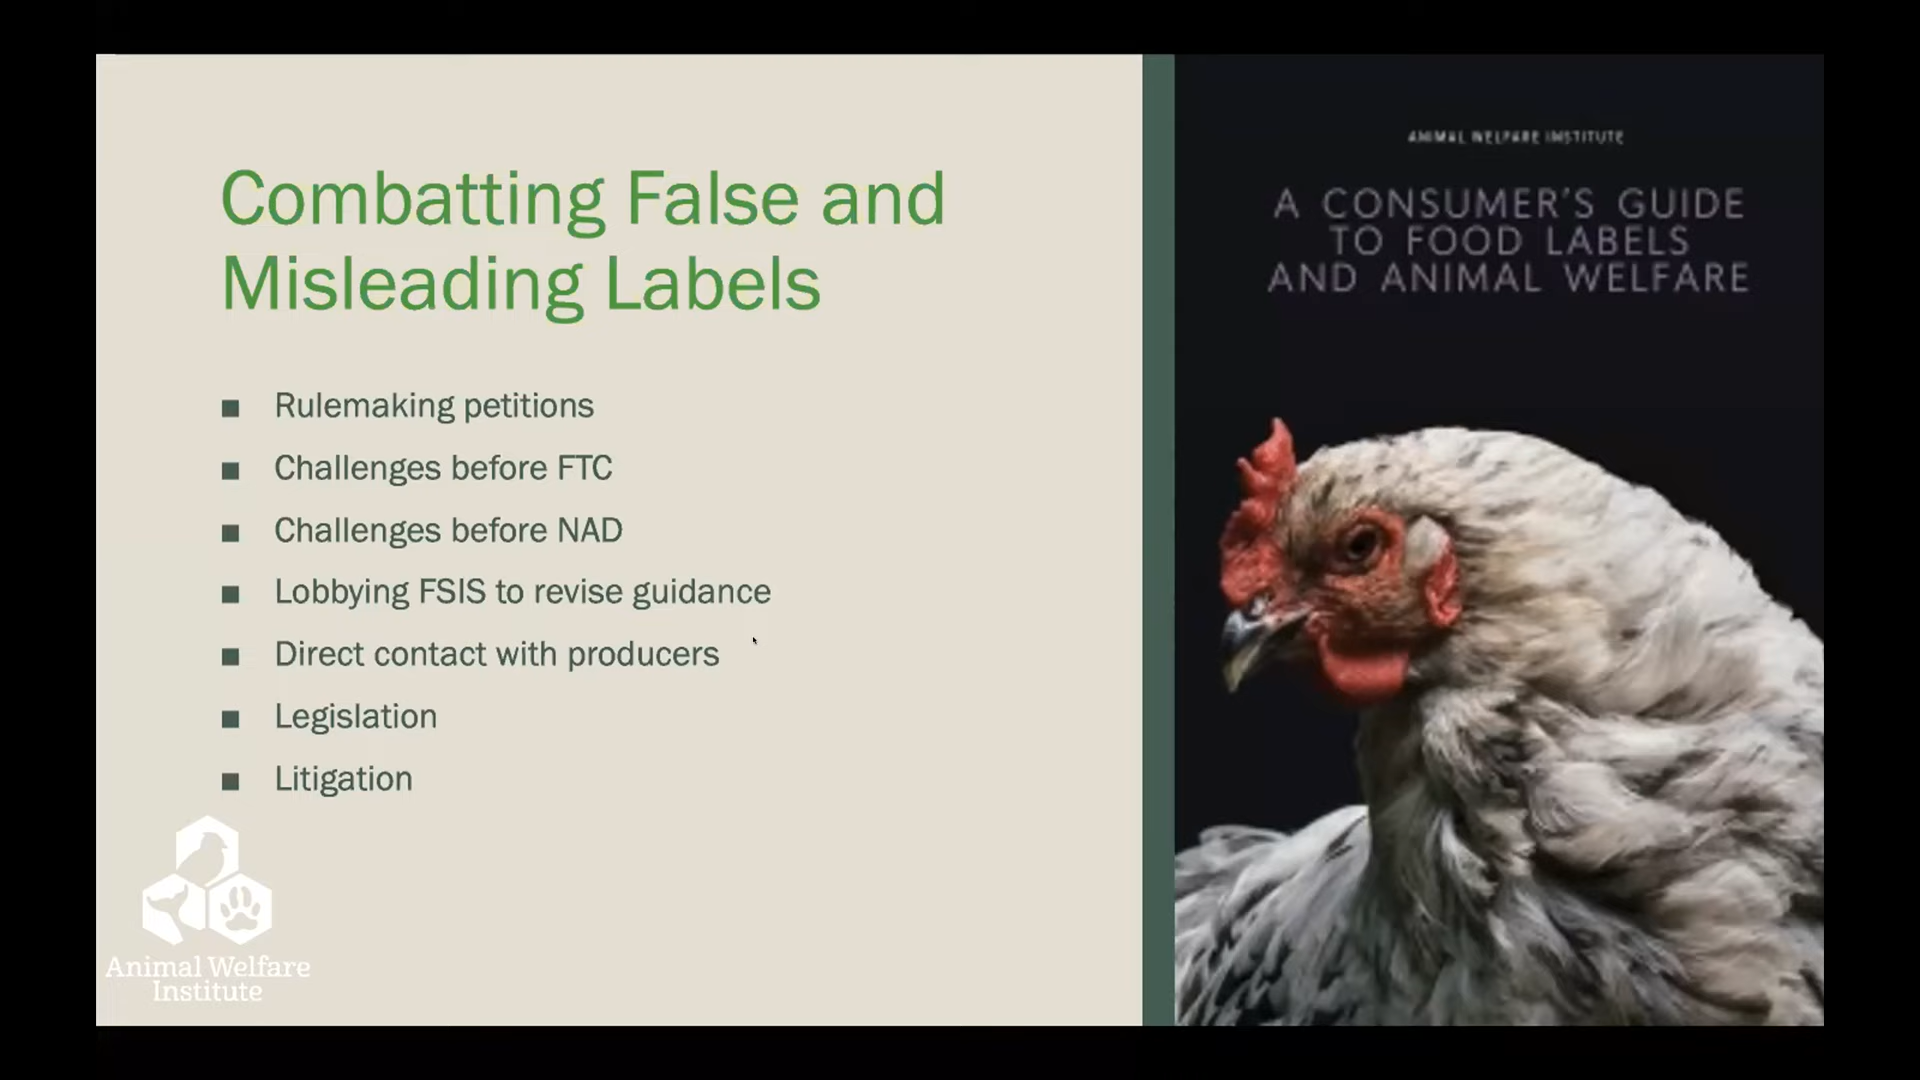 Combatting False and
Misleading Labels
Rulemaking petitions
Challenges before FTC
Challenges before NAD
Lobbying FSIS to revise guidance
Direct contact with producers
Legislation
Litigation
Animal Welfare
Institute
ANIMAL WELFARE INSTITUTE
A CONSUMER'S GUIDE
TO FOOD LABELS
AND ANIMAL WELFARE